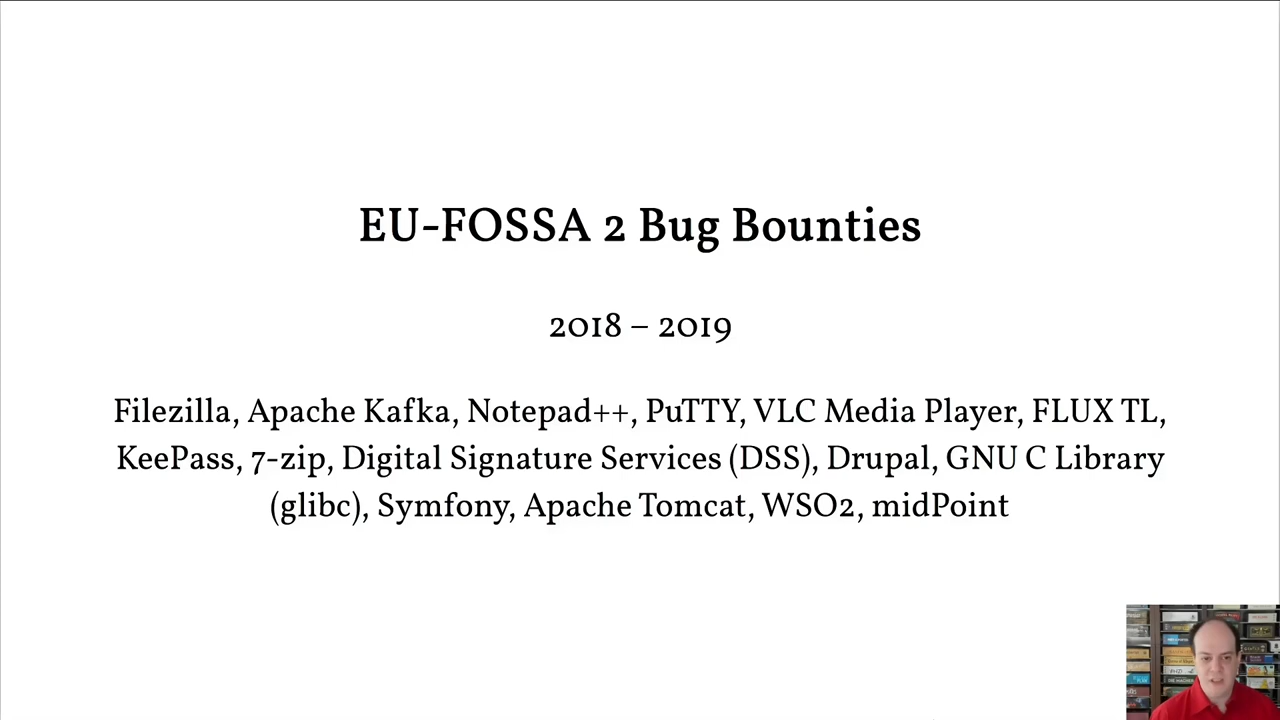 EU-FOSSA 2 Bug Bounties
2018 – 2019
Filezilla, Apache Kafka, Notepad++, PuTTY, VLC Media Player, FLUX TL,
KeePass, 7-zip, Digital Signature Services (DSS), Drupal, GNU C Library
(glibc), Symfony, Apache Tomcat, WSO2, midPoint